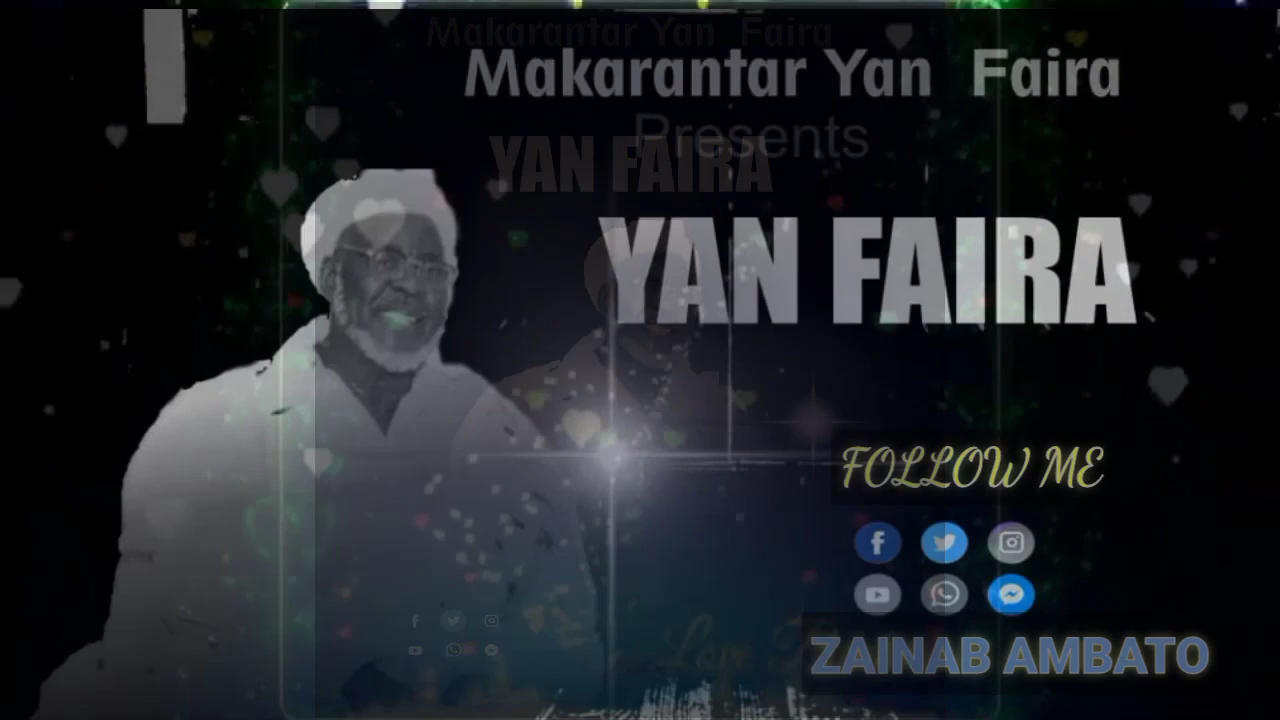 Makarantar Yan Faira
Makarantar Yan Faira
Presents
YAN FAIRA
YAN FAIRA
FOLLOW ME
ZAINAB AMBATO